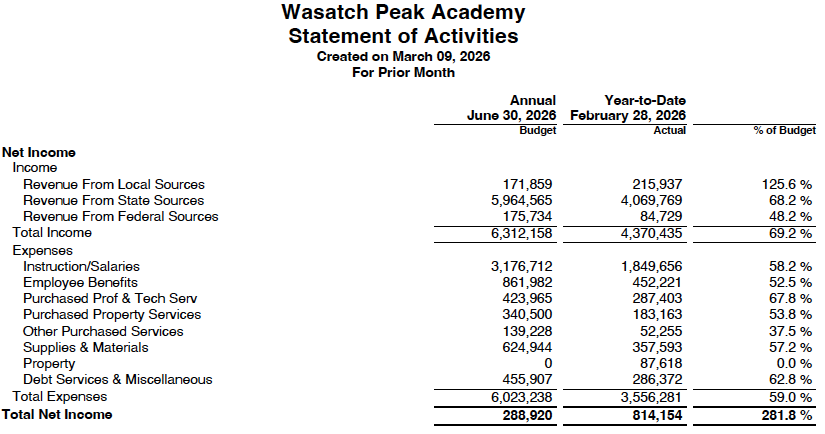 Wasatch Peak Academy
Statement of Activities
Created on March 09, 2026
For Prior Month
Annual Year-to-Date
June 30, 2026 February 28, 2026
Budget Actual % of Budget
Net Income
Income
Revenue From Local Sources 171,859 215,937 125.6 %
Revenue From State Sources 5,964,565 4,069,769 68.2 %
Revenue From Federal Sources 175,734 84,729 48.2 %
Total Income 6,312,158 4,370,435 69.2 %
Expenses
Instruction/Salaries 3,176,712 1,849,656 58.2 %
Employee Benefits 861,982 452,221 52.5 %
Purchased Prof & Tech Serv 423,965 287,403 67.8 %
Purchased Property Services 340,500 183,163 53.8 %
Other Purchased Services 139,228 52,255 37.5 %
Supplies & Materials 624,944 357,593 57.2 %
Property 0 87,618 0.0 %
Debt Services & Miscellaneous 455,907 286,372 62.8 %
Total Expenses 6,023,238 3,556,281 59.0 %
Total Net Income 288,920 814,154 281.8 %